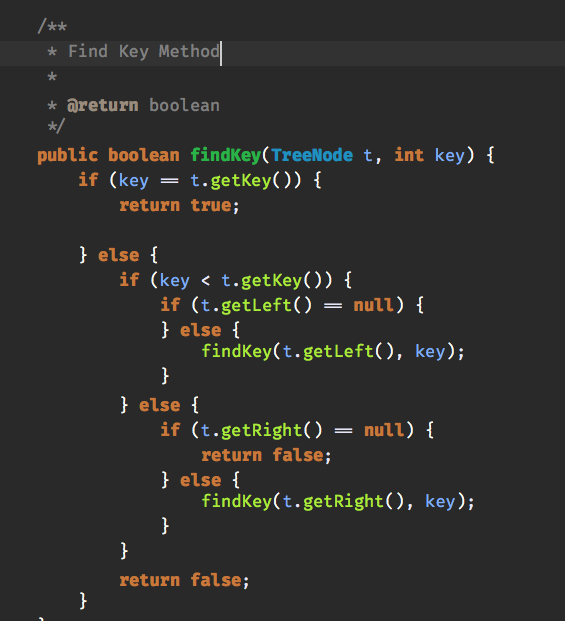 /**
* Find Key Method
*
* @return boolean
*/
public boolean findKey(TreeNode t, int key) {
if (key == t.getKey()) {
return true;
} else {
if (key < t.getKey()) {
if (t.getLeft() == null) {
} else {
findKey(t.getLeft(), key);
}
} else {
if (t.getRight() == null) {
return false;
} else {
findKey(t.getRight(), key);
}
}
return false;
}
}